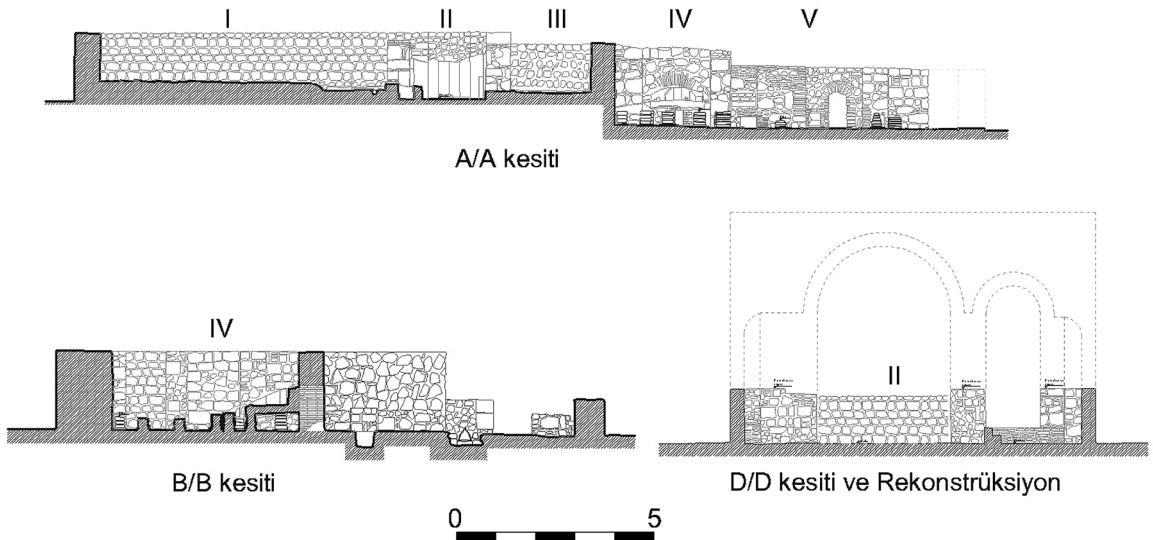 I II III IV V
A/A kesiti
IV
B/B kesiti
II
D/D kesiti ve Rekonstrüksiyon
0 5